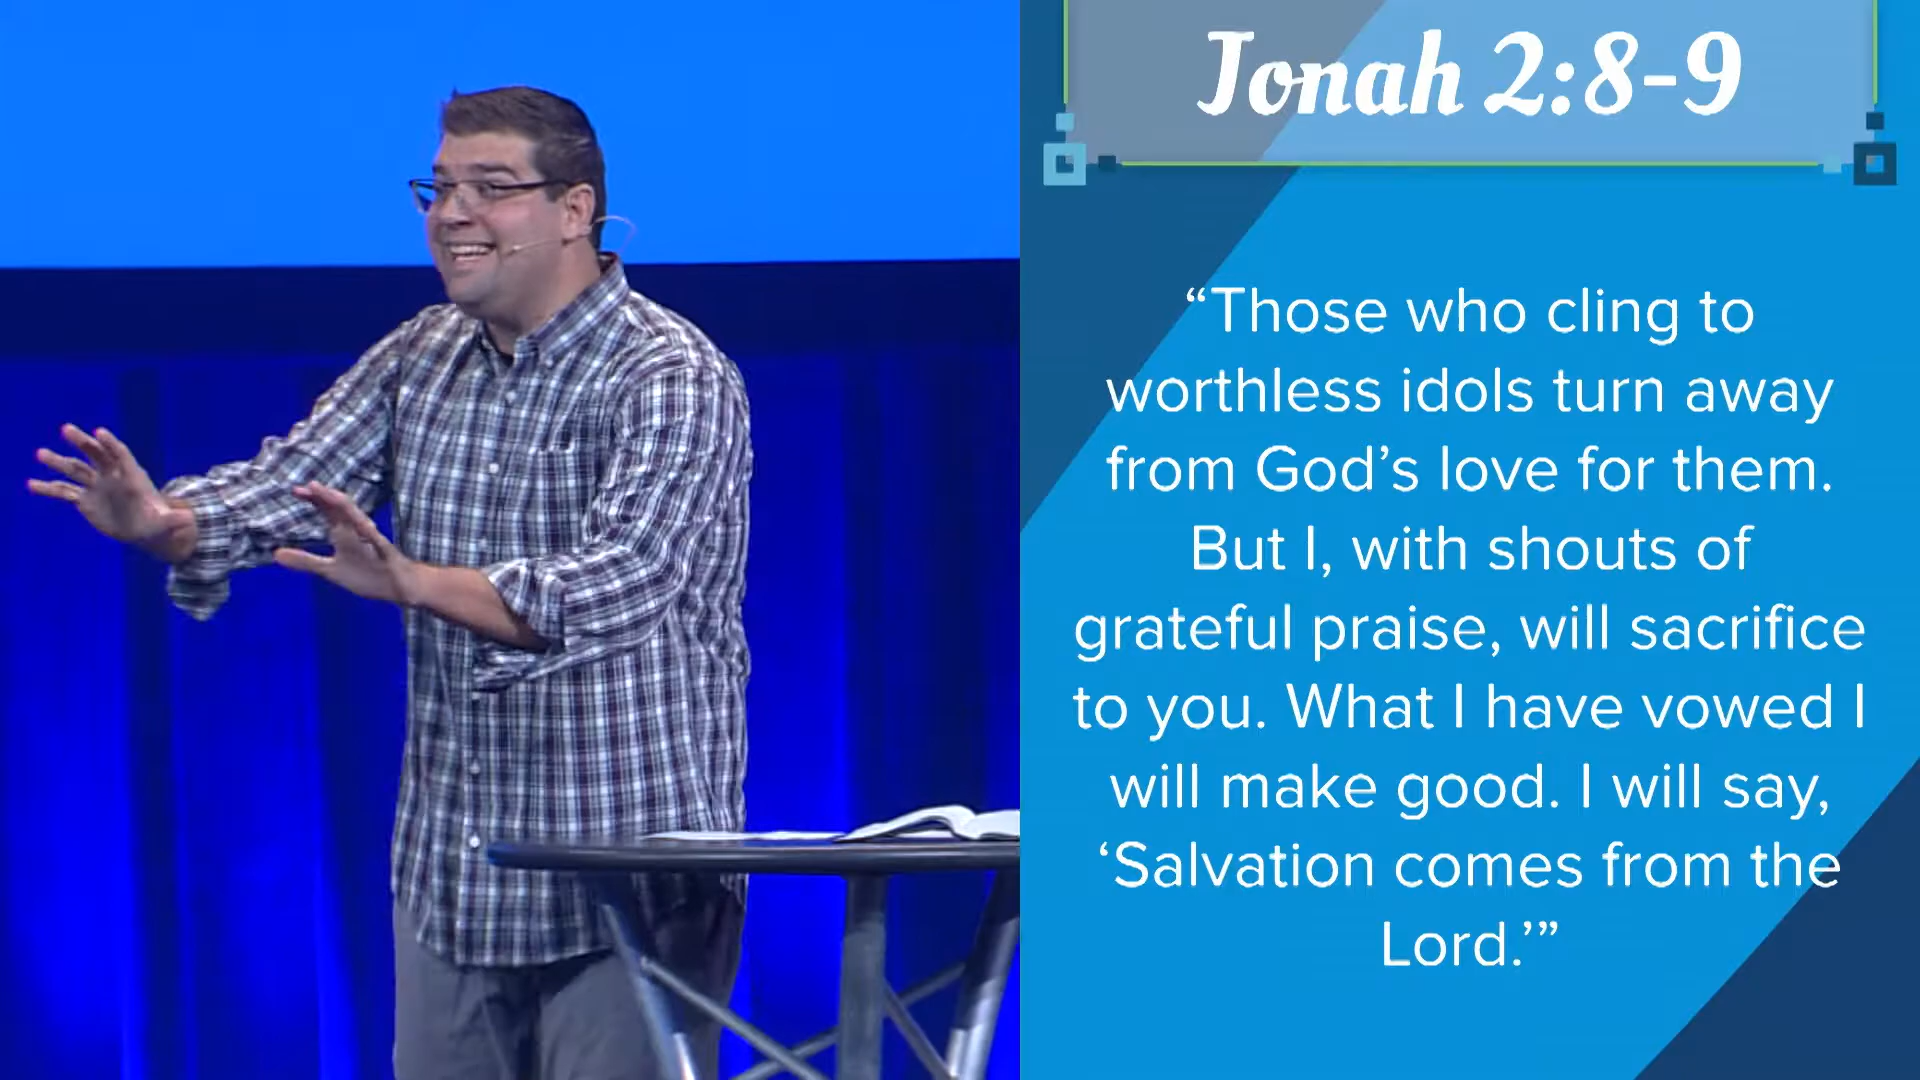 Jonah 2:8-9
“Those who cling to
worthless idols turn away
from God’s love for them.
But I, with shouts of
grateful praise, will sacrifice
to you. What I have vowed I
will make good. I will say,
‘Salvation comes from the
Lord.’”